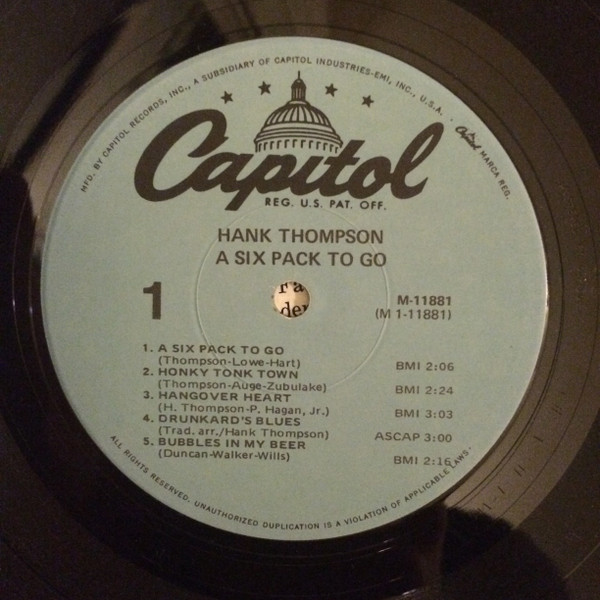 MFD. BY CAPITOL RECORDS, INC., A SUBSIDIARY OF CAPITOL INDUSTRIES-EMI, INC., U.S.A. · Capitol MARCA REG.
Capitol
REG. U.S. PAT. OFF.
HANK THOMPSON
A SIX PACK TO GO
1
M-11881
(M 1-11881)
1. A SIX PACK TO GO
(Thompson-Lowe-Hart) BMI 2:06
2. HONKY TONK TOWN
(Thompson-Auge-Zubulake) BMI 2:24
3. HANGOVER HEART
(H. Thompson-P. Hagan, Jr.) BMI 3:03
4. DRUNKARD'S BLUES
(Trad. arr./Hank Thompson) ASCAP 3:00
5. BUBBLES IN MY BEER
(Duncan-Walker-Wills) BMI 2:16
ALL RIGHTS RESERVED. UNAUTHORIZED DUPLICATION IS A VIOLATION OF APPLICABLE LAWS.